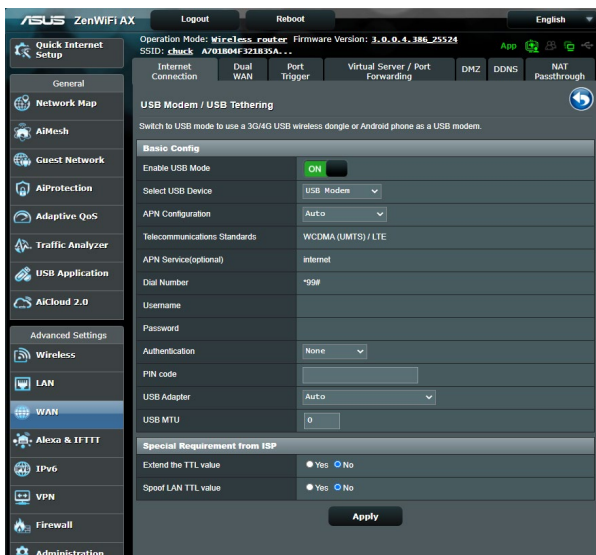 ASUS ZenWiFi AX
Logout
Reboot
English
Quick Internet
Setup
Operation Mode: Wireless router Firmware Version: 3.0.0.4.386_25524
SSID: chuck A701B04F321B35A...
App
Internet
Connection
Dual
WAN
Port
Trigger
Virtual Server / Port
Forwarding
DMZ
DDNS
NAT
Passthrough
General
Network Map
AiMesh
Guest Network
AiProtection
Adaptive QoS
Traffic Analyzer
USB Application
AiCloud 2.0
Advanced Settings
Wireless
LAN
WAN
Alexa & IFTTT
IPv6
VPN
Firewall
Administration
USB Modem / USB Tethering
Switch to USB mode to use a 3G/4G USB wireless dongle or Android phone as a USB modem.
Basic Config
Enable USB Mode ON
Select USB Device USB Modem
APN Configuration Auto
Telecommunications Standards WCDMA (UMTS) / LTE
APN Service(optional) internet
Dial Number *99#
Username
Password
Authentication None
PIN code
USB Adapter Auto
USB MTU 0
Special Requirement from ISP
Extend the TTL value Yes No
Spoof LAN TTL value Yes No
Apply